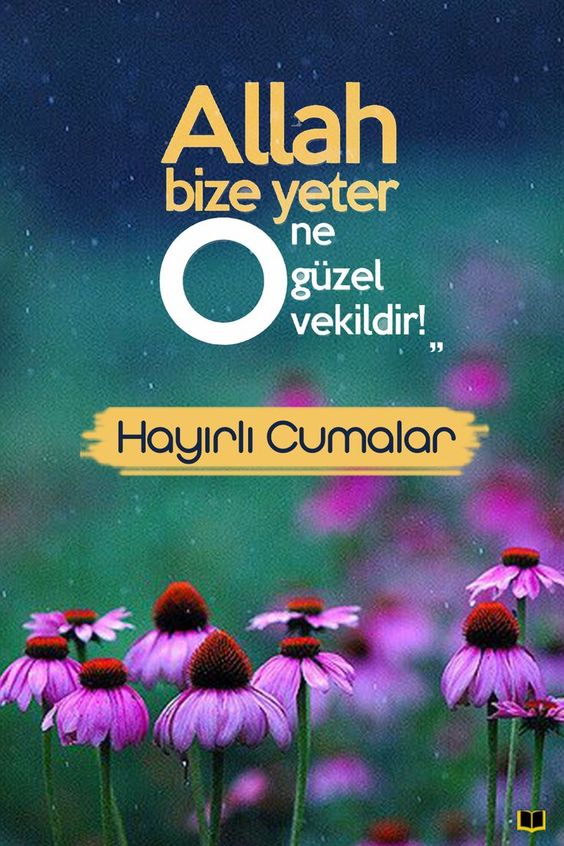 Allah
bize yeter
O ne
güzel
vekildir!
”
Hayırlı Cumalar